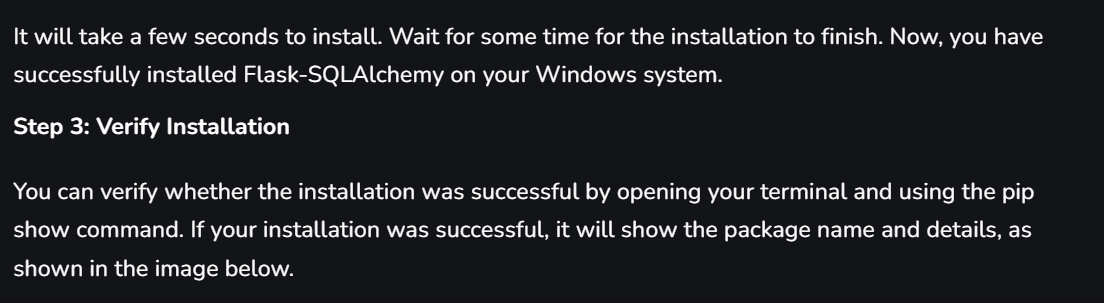 It will take a few seconds to install. Wait for some time for the installation to finish. Now, you have
successfully installed Flask-SQLAlchemy on your Windows system.
Step 3: Verify Installation
You can verify whether the installation was successful by opening your terminal and using the pip
show command. If your installation was successful, it will show the package name and details, as
shown in the image below.